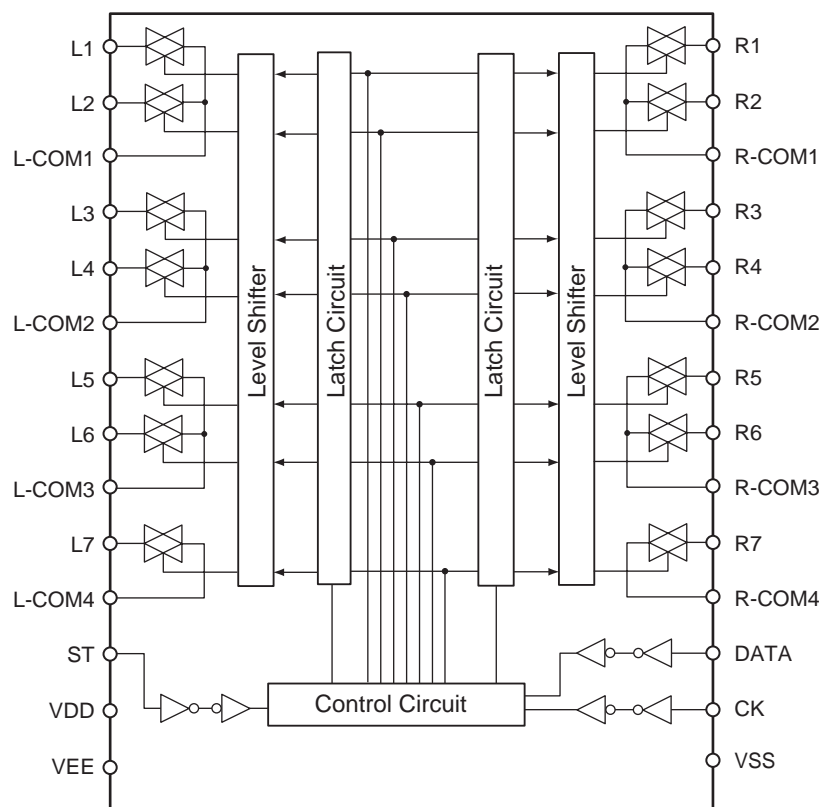 L1
L2
L-COM1
L3
L4
L-COM2
L5
L6
L-COM3
L7
L-COM4
ST
VDD
VEE
Level Shifter
Latch Circuit
Latch Circuit
Level Shifter
Control Circuit
R1
R2
R-COM1
R3
R4
R-COM2
R5
R6
R-COM3
R7
R-COM4
DATA
CK
VSS